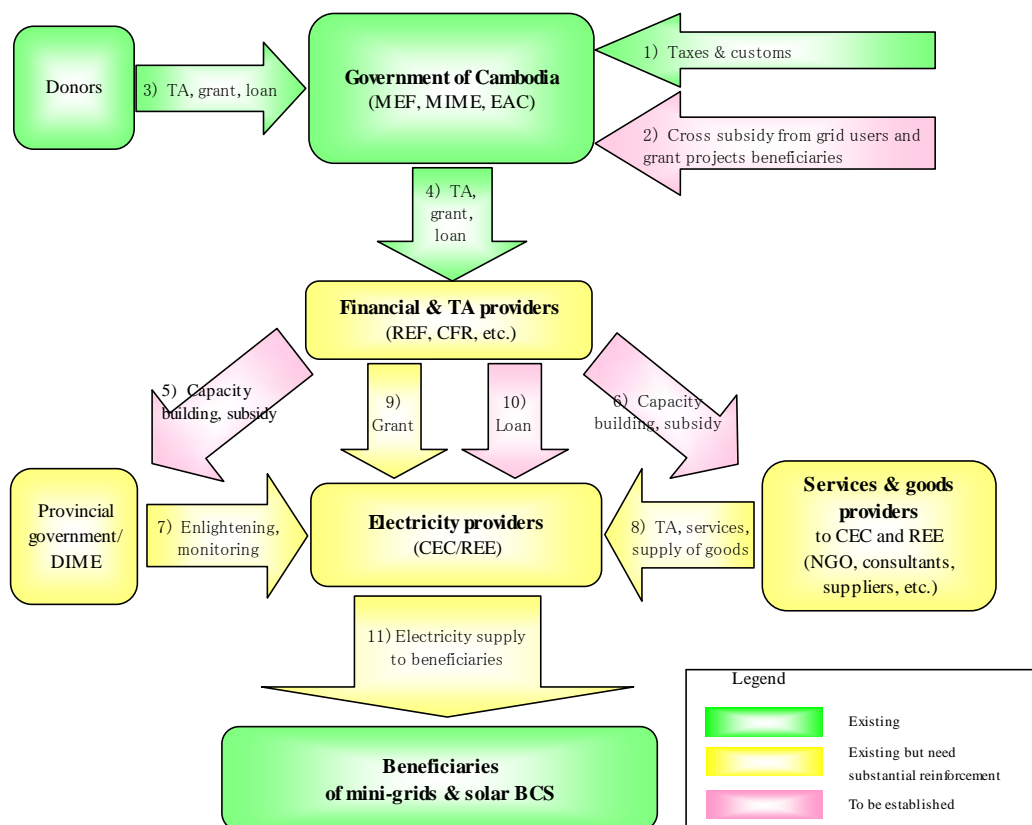 Donors
3) TA, grant, loan
Government of Cambodia
(MEF, MIME, EAC)
1) Taxes & customs
2) Cross subsidy from grid users and
grant projects beneficiaries
4) TA,
grant,
loan
Financial & TA providers
(REF, CFR, etc.)
5) Capacity
building, subsidy
9)
Grant
10)
Loan
6) Capacity
building, subsidy
Provincial
government/
DIME
7) Enlightening,
monitoring
Electricity providers
(CEC/REE)
8) TA, services,
supply of goods
Services & goods
providers
to CEC and REE
(NGO, consultants,
suppliers, etc.)
11) Electricity supply
to beneficiaries
Beneficiaries
of mini-grids & solar BCS
Legend
Existing
Existing but need
substantial reinforcement
To be established